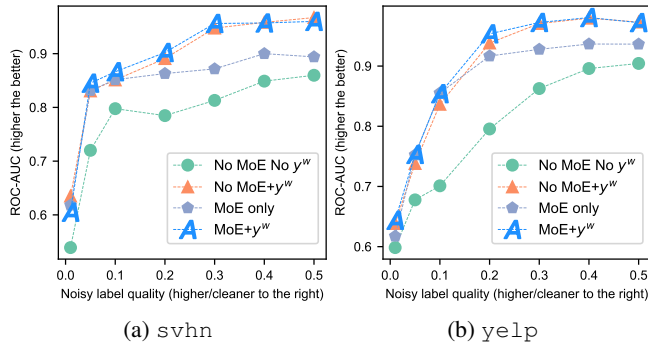 ROC-AUC (higher the better)
0.9
0.8
0.7
0.6
No MoE No y^w
No MoE+y^w
MoE only
MoE+y^w
0.0 0.1 0.2 0.3 0.4 0.5
Noisy label quality (higher/cleaner to the right)
(a) svhn
ROC-AUC (higher the better)
0.9
0.8
0.7
0.6
No MoE No y^w
No MoE+y^w
MoE only
MoE+y^w
0.0 0.1 0.2 0.3 0.4 0.5
Noisy label quality (higher/cleaner to the right)
(b) yelp